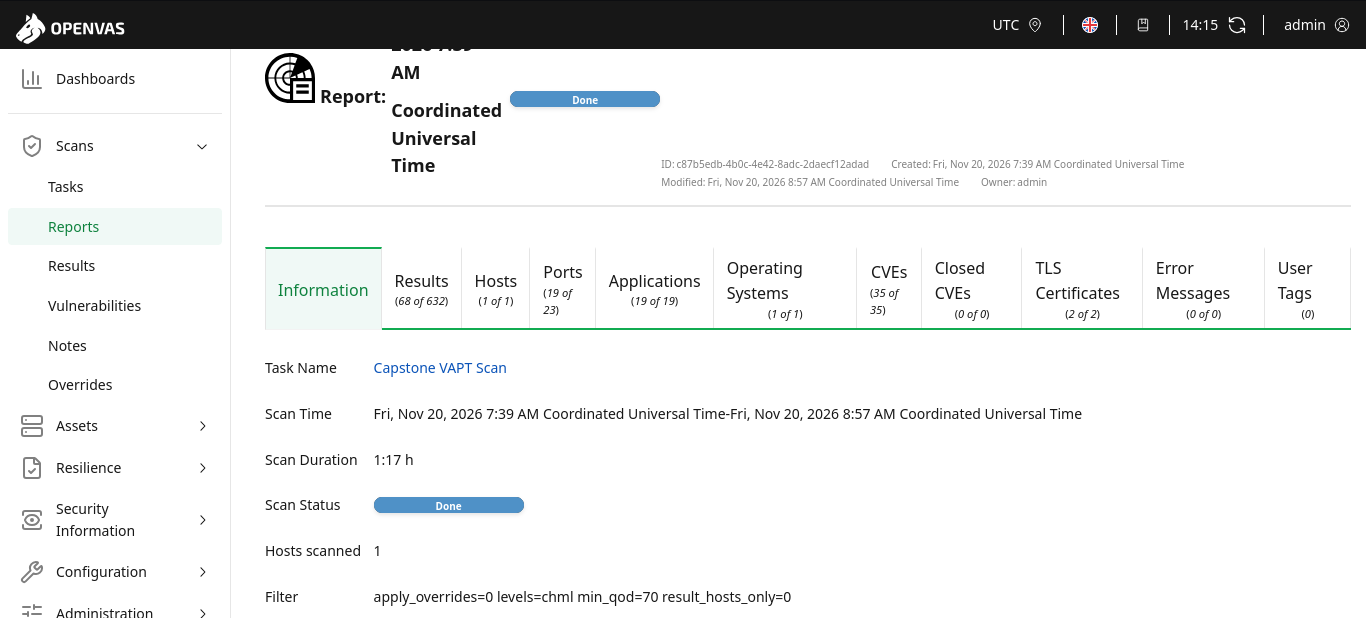 OPENVAS
UTC
14:15
admin
Dashboards
Scans
Tasks
Reports
Results
Vulnerabilities
Notes
Overrides
Assets
Resilience
Security
Information
Configuration
Administration
Report:
AM
Coordinated
Universal
Time
Done
ID: c87b5edb-4b0c-4e42-8adc-2daecf12adad Created: Fri, Nov 20, 2026 7:39 AM Coordinated Universal Time
Modified: Fri, Nov 20, 2026 8:57 AM Coordinated Universal Time Owner: admin
Information
Results
(68 of 632)
Hosts
(1 of 1)
Ports
(19 of
23)
Applications
(19 of 19)
Operating
Systems
(1 of 1)
CVEs
(35 of
35)
Closed
CVEs
(0 of 0)
TLS
Certificates
(2 of 2)
Error
Messages
(0 of 0)
User
Tags
(0)
Task Name Capstone VAPT Scan
Scan Time Fri, Nov 20, 2026 7:39 AM Coordinated Universal Time-Fri, Nov 20, 2026 8:57 AM Coordinated Universal Time
Scan Duration 1:17 h
Scan Status Done
Hosts scanned 1
Filter apply_overrides=0 levels=chml min_qod=70 result_hosts_only=0